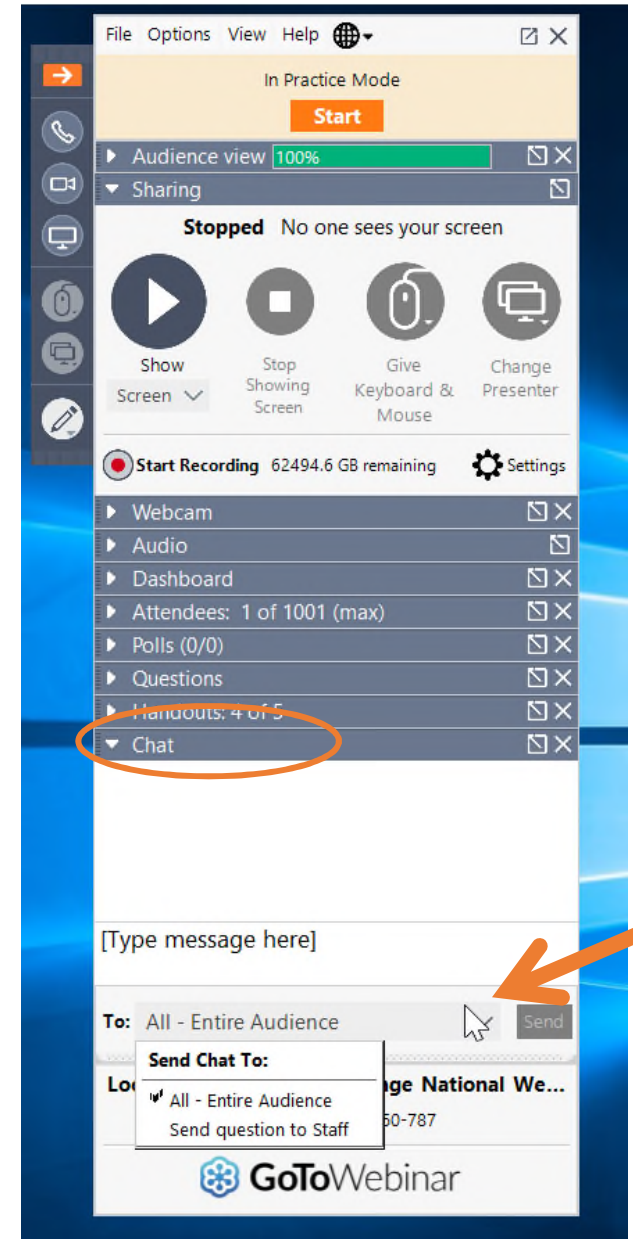 File Options View Help
In Practice Mode
Start
Audience view 100%
Sharing
Stopped No one sees your screen
Show
Screen
Stop
Showing
Screen
Give
Keyboard &
Mouse
Change
Presenter
Start Recording 62494.6 GB remaining Settings
Webcam
Audio
Dashboard
Attendees: 1 of 1001 (max)
Polls (0/0)
Questions
Handouts: 4 of 5
Chat
[Type message here]
To: All - Entire Audience Send
Send Chat To:
All - Entire Audience
Send question to Staff
National We...
-787
GoToWebinar